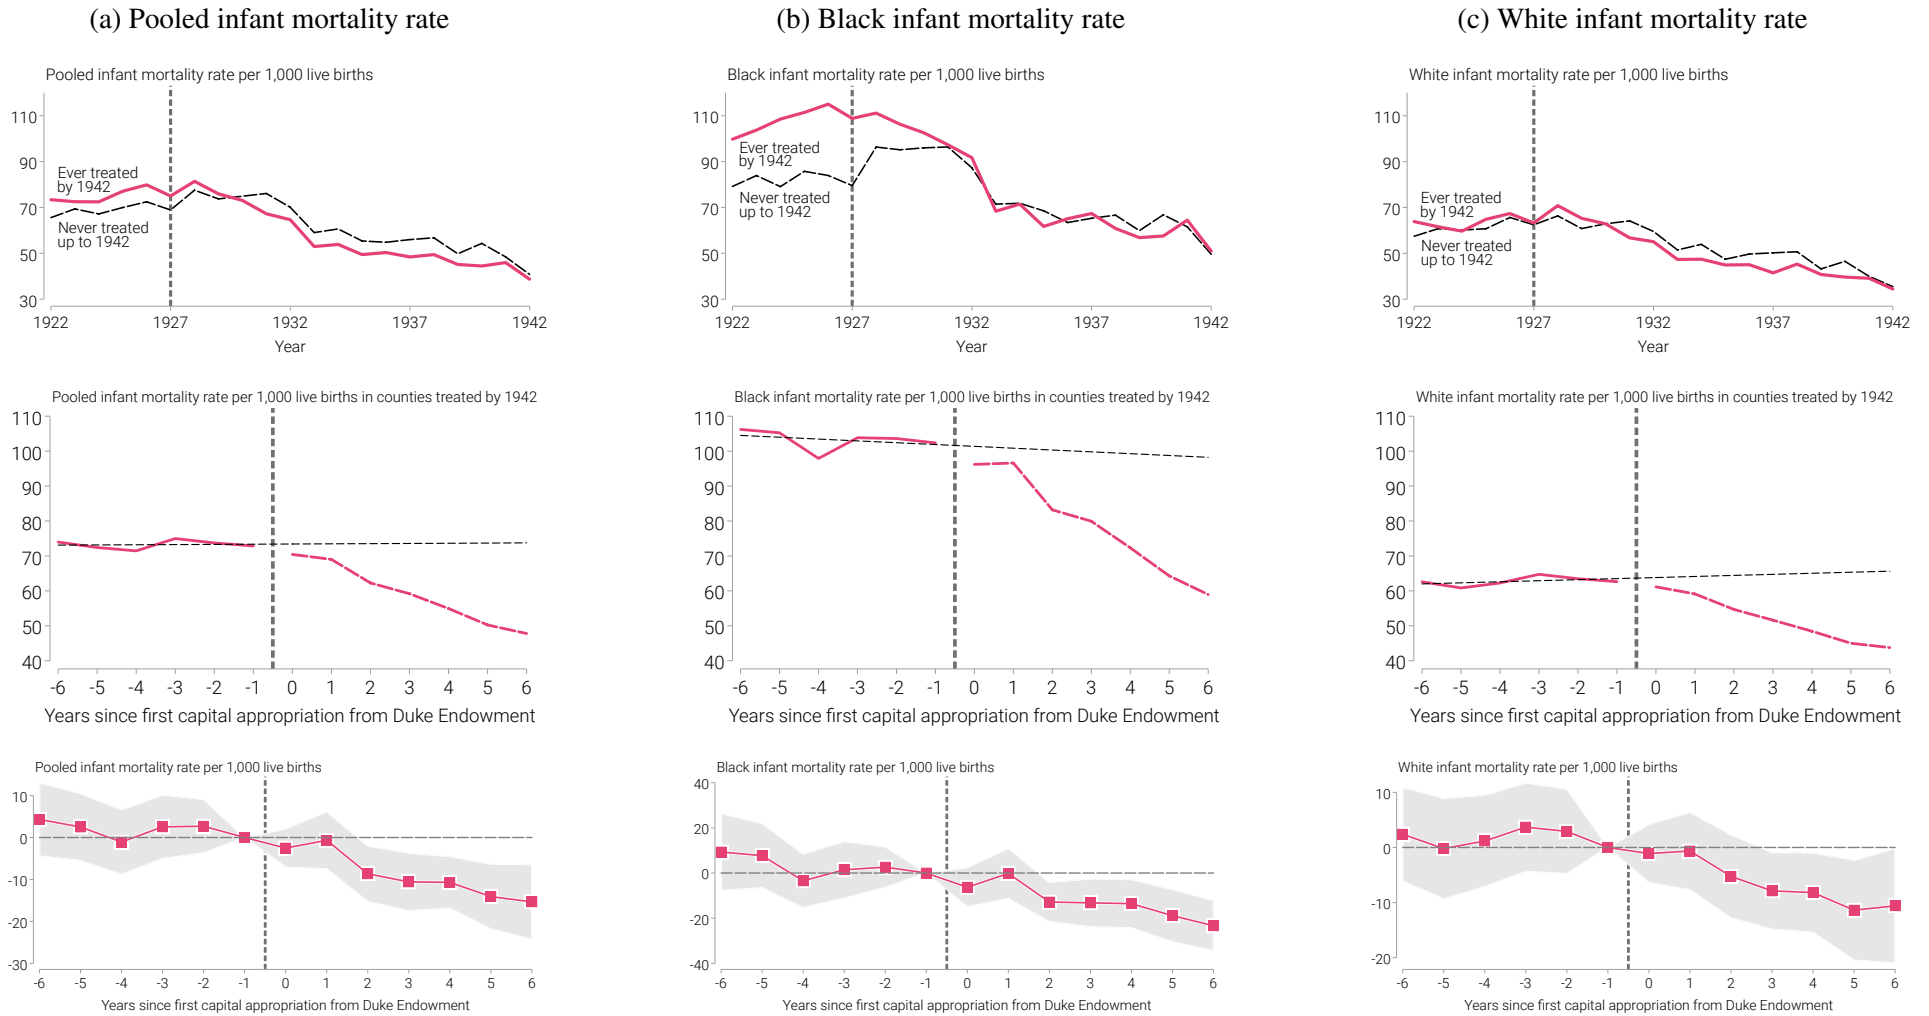 (a) Pooled infant mortality rate
Pooled infant mortality rate per 1,000 live births
110
90
70
50
30
Ever treated
by 1942
Never treated
up to 1942
1922 1927 1932 1937 1942
Year
(b) Black infant mortality rate
Black infant mortality rate per 1,000 live births
110
90
70
50
30
Ever treated
by 1942
Never treated
up to 1942
1922 1927 1932 1937 1942
Year
(c) White infant mortality rate
White infant mortality rate per 1,000 live births
110
90
70
50
30
Ever treated
by 1942
Never treated
up to 1942
1922 1927 1932 1937 1942
Year
Pooled infant mortality rate per 1,000 live births in counties treated by 1942
110
100
90
80
70
60
50
40
-6 -5 -4 -3 -2 -1 0 1 2 3 4 5 6
Years since first capital appropriation from Duke Endowment
Black infant mortality rate per 1,000 live births in counties treated by 1942
110
100
90
80
70
60
50
40
-6 -5 -4 -3 -2 -1 0 1 2 3 4 5 6
Years since first capital appropriation from Duke Endowment
White infant mortality rate per 1,000 live births in counties treated by 1942
110
100
90
80
70
60
50
40
-6 -5 -4 -3 -2 -1 0 1 2 3 4 5 6
Years since first capital appropriation from Duke Endowment
Pooled infant mortality rate per 1,000 live births
10
0
-10
-20
-30
-6 -5 -4 -3 -2 -1 0 1 2 3 4 5 6
Years since first capital appropriation from Duke Endowment
Black infant mortality rate per 1,000 live births
40
20
0
-20
-40
-6 -5 -4 -3 -2 -1 0 1 2 3 4 5 6
Years since first capital appropriation from Duke Endowment
White infant mortality rate per 1,000 live births
10
0
-10
-20
-6 -5 -4 -3 -2 -1 0 1 2 3 4 5 6
Years since first capital appropriation from Duke Endowment